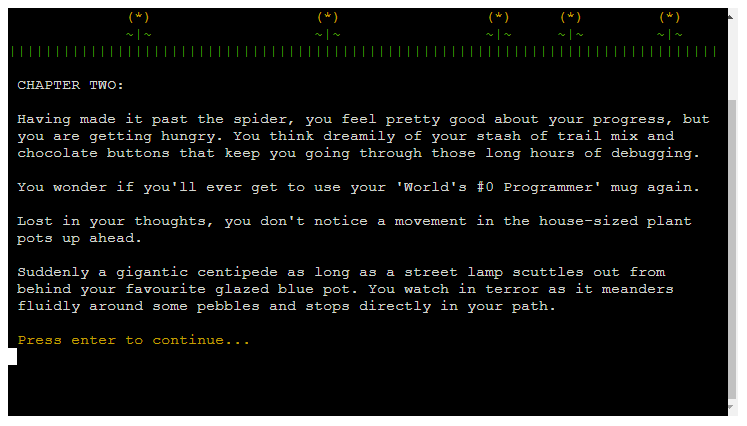 (*) (*) (*) (*) (*)
~|~ ~|~ ~|~ ~|~ ~|~
|||||||||||||||||||||||||||||||||||||||||||||||||||||||||||||||||||||||||||||||
CHAPTER TWO:
Having made it past the spider, you feel pretty good about your progress, but
you are getting hungry. You think dreamily of your stash of trail mix and
chocolate buttons that keep you going through those long hours of debugging.
You wonder if you'll ever get to use your 'World's #0 Programmer' mug again.
Lost in your thoughts, you don't notice a movement in the house-sized plant
pots up ahead.
Suddenly a gigantic centipede as long as a street lamp scuttles out from
behind your favourite glazed blue pot. You watch in terror as it meanders
fluidly around some pebbles and stops directly in your path.
Press enter to continue...